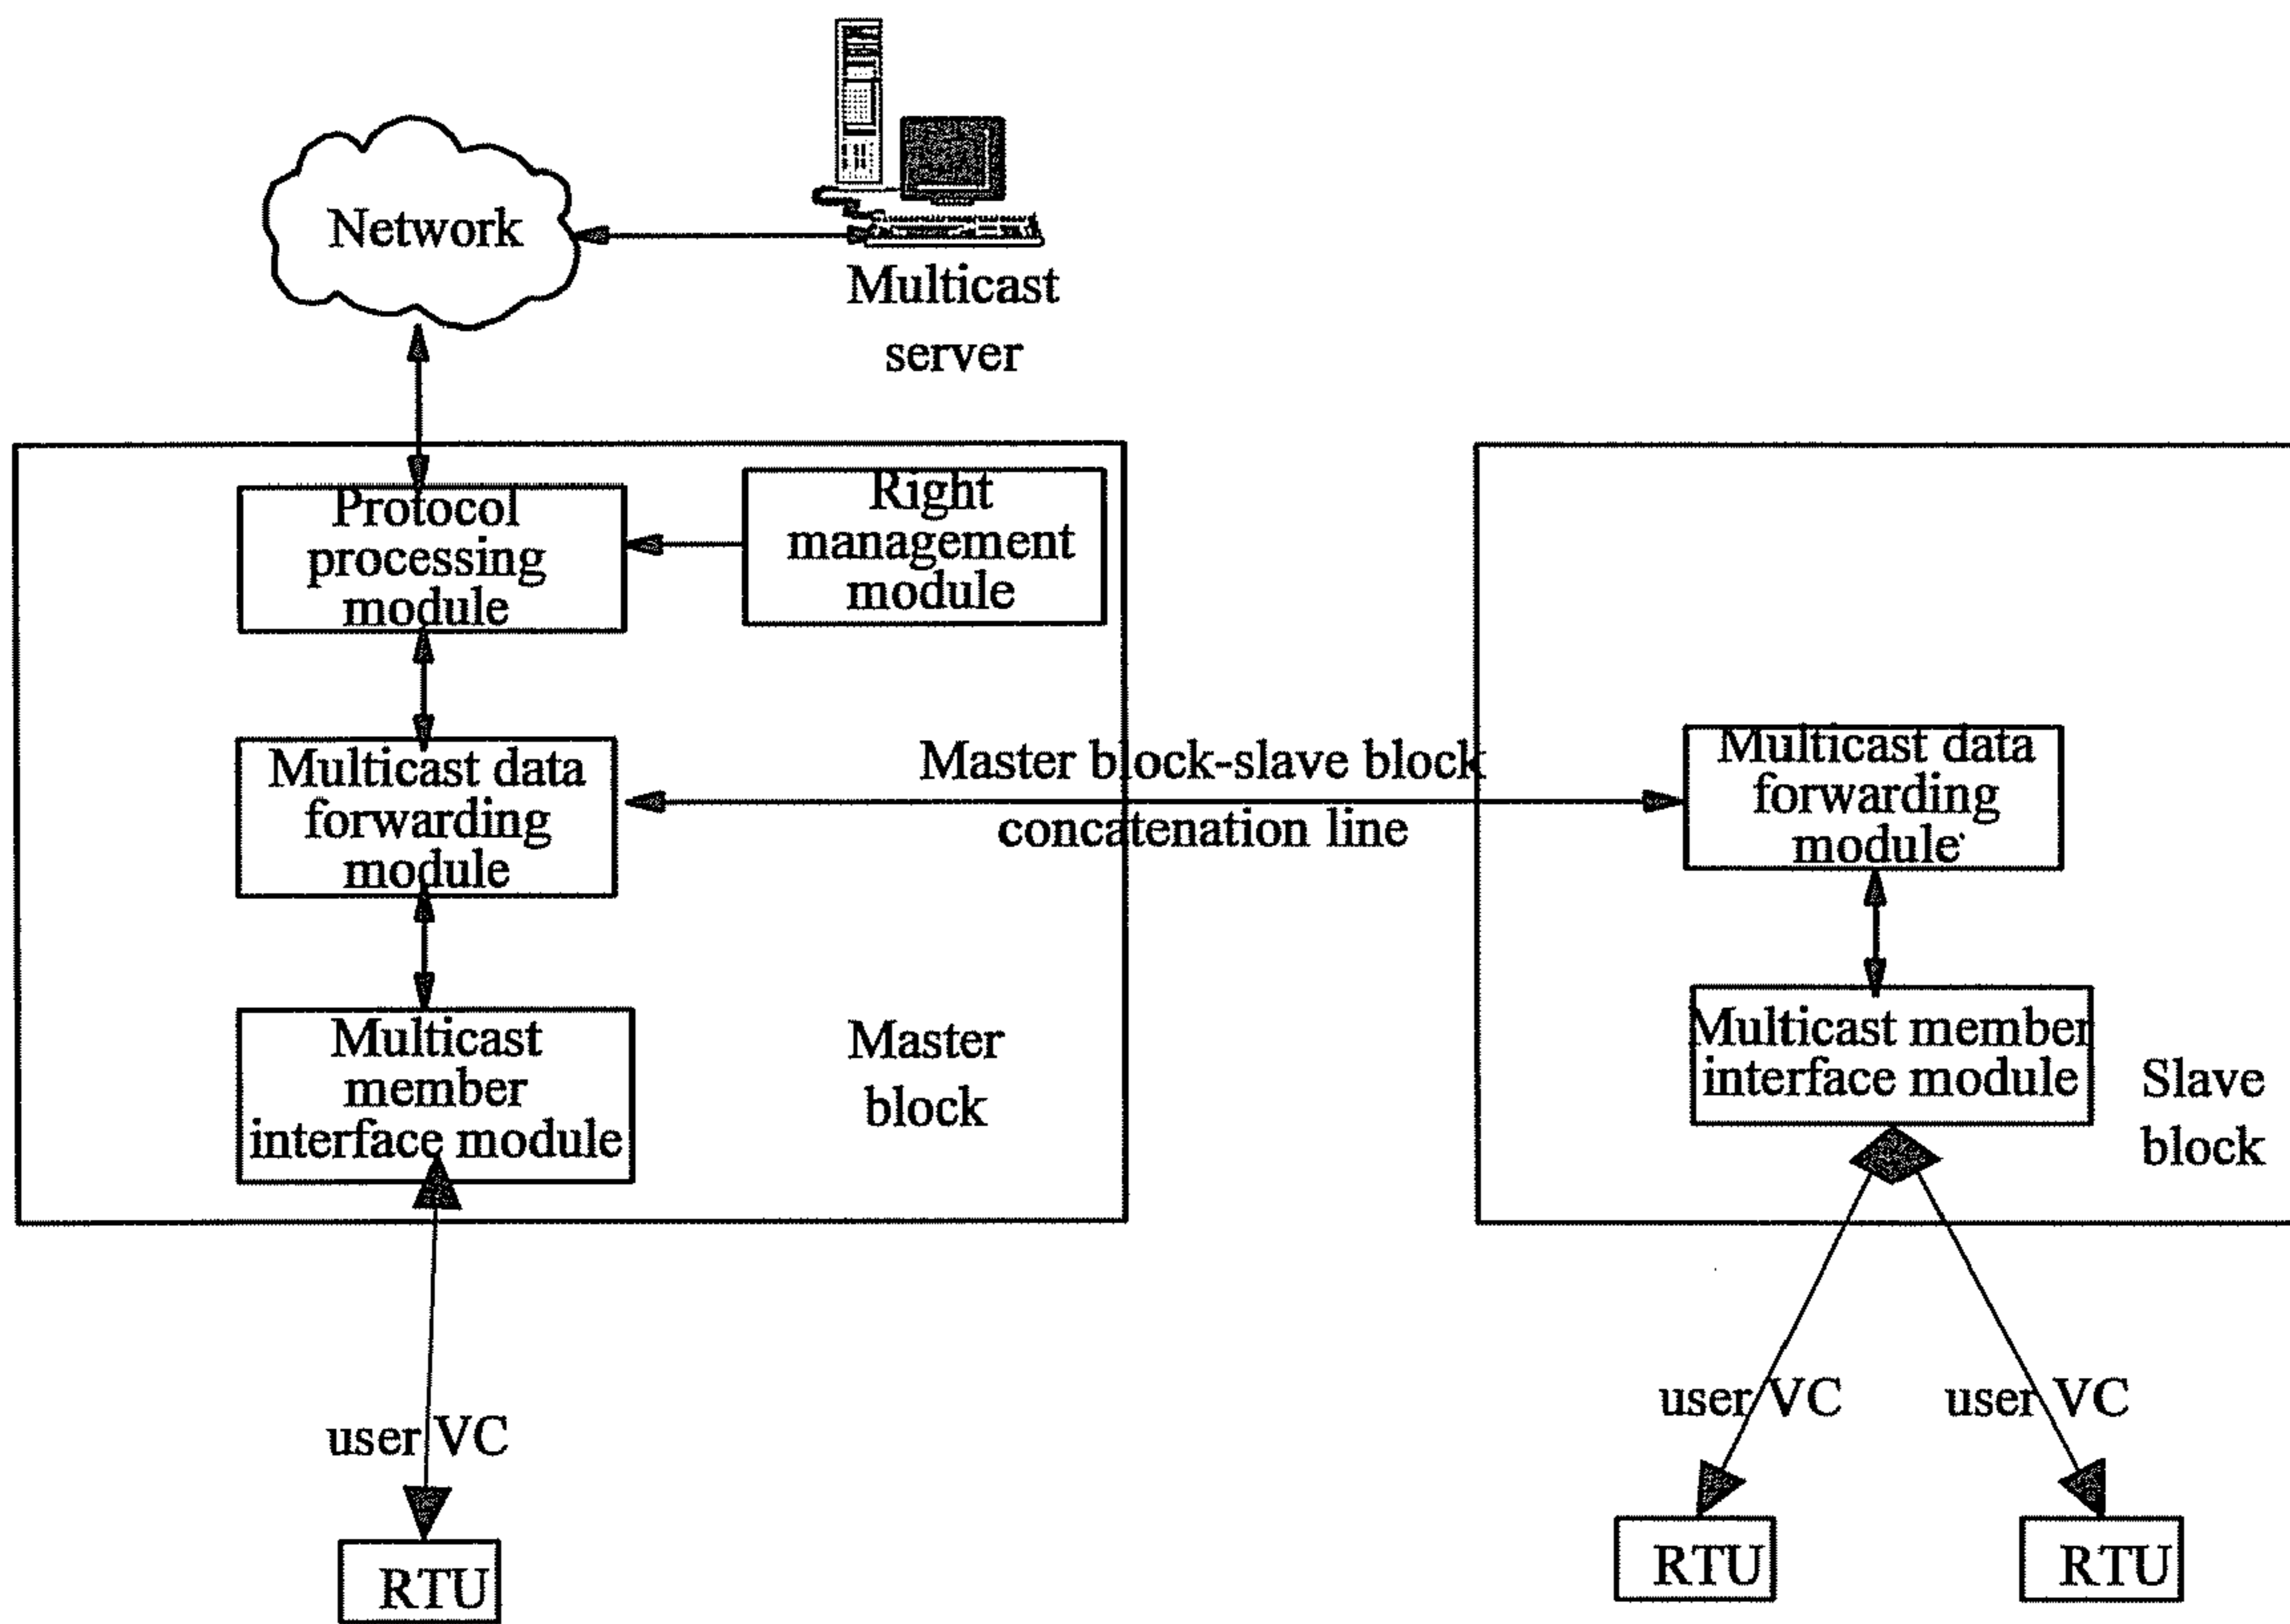 Network
Multicast
server
Protocol
processing
module
Right
management
module
Multicast data
forwarding
module
Master block-slave block
concatenation line
Multicast data
forwarding
module
Multicast
member
interface module
Master
block
Multicast member
interface module
Slave
block
user VC
user VC
user VC
RTU
RTU
RTU